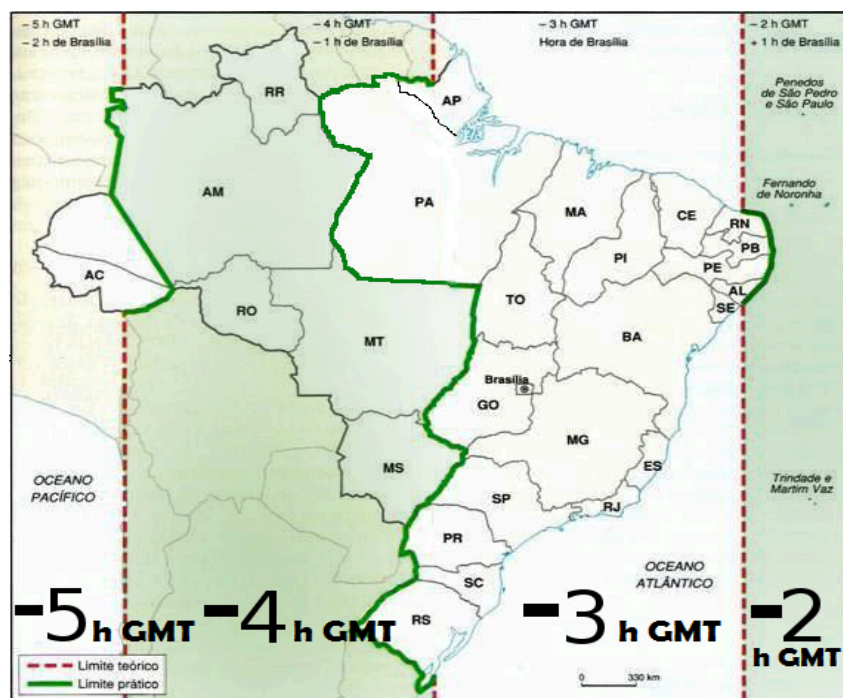 – 5 h GMT
– 2 h de Brasília
– 4 h GMT
– 1 h de Brasília
– 3 h GMT
Hora de Brasília
– 2 h GMT
+ 1 h de Brasília
Penedos
de São Pedro
e São Paulo
RR
AP
Fernando
de Noronha
AM
PA
MA
CE
RN
PB
PI
PE
AL
SE
AC
TO
RO
BA
MT
Brasília
GO
MG
ES
MS
SP
RJ
OCEANO
PACÍFICO
Trindade e
Martim Vaz
PR
SC
OCEANO
ATLÂNTICO
RS
-5 h GMT
-4 h GMT
-3 h GMT
-2
h GMT
Limite teórico
Limite prático
0 330 km